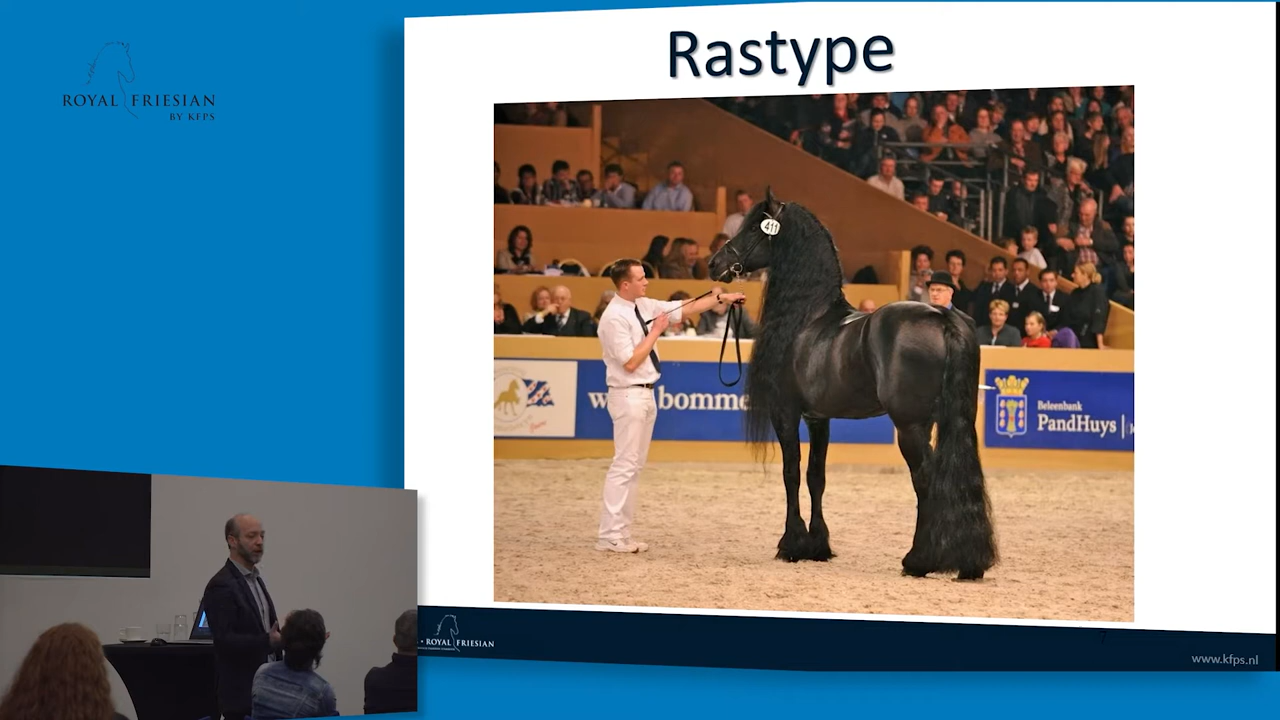 ROYAL FRIESIAN
BY KFPS
Rastype
411
bomme
Beleenbank
PandHuys
ROYAL FRIESIAN
www.kfps.nl